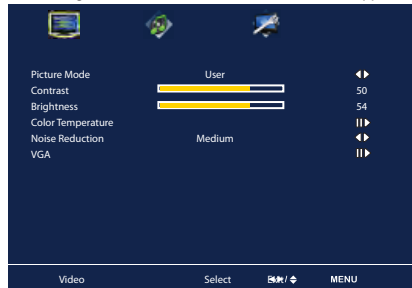 Picture Mode User
Contrast 50
Brightness 54
Color Temperature
Noise Reduction Medium
VGA
Video Select MENU